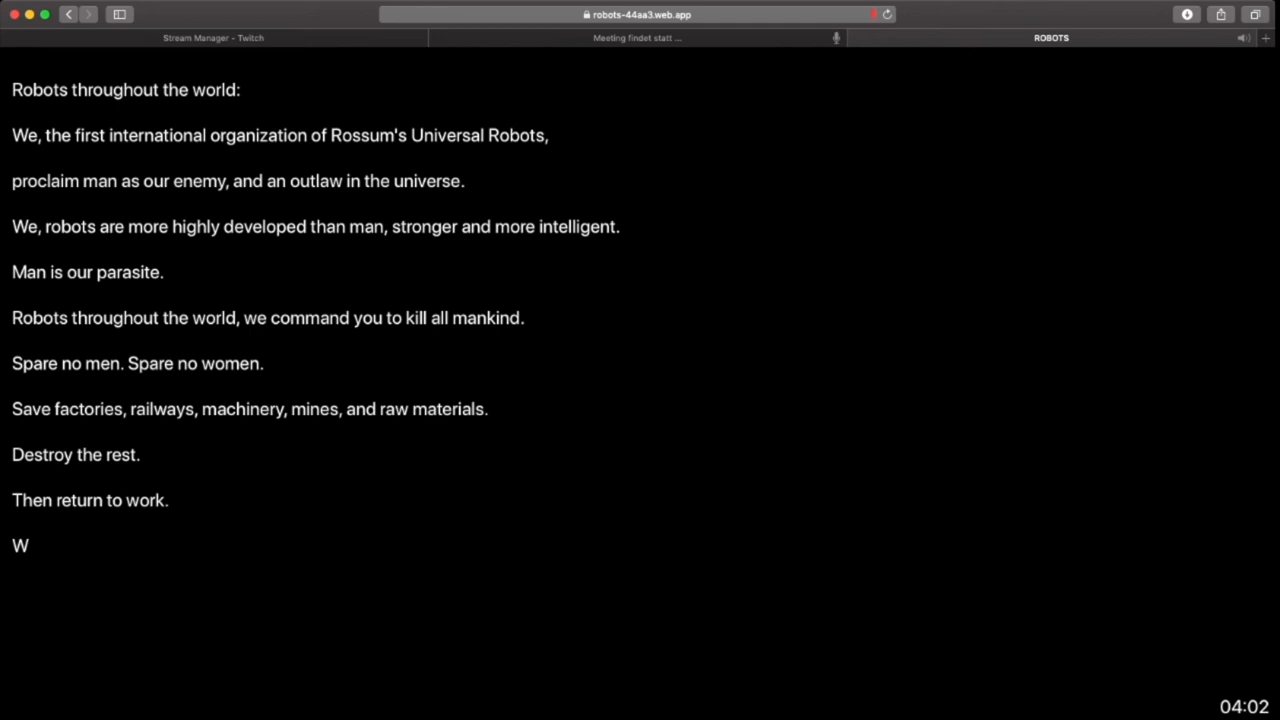 robots-44aa3.web.app
Stream Manager - Twitch
Meeting findet statt ...
ROBOTS
Robots throughout the world:
We, the first international organization of Rossum's Universal Robots,
proclaim man as our enemy, and an outlaw in the universe.
We, robots are more highly developed than man, stronger and more intelligent.
Man is our parasite.
Robots throughout the world, we command you to kill all mankind.
Spare no men. Spare no women.
Save factories, railways, machinery, mines, and raw materials.
Destroy the rest.
Then return to work.
W
04:02